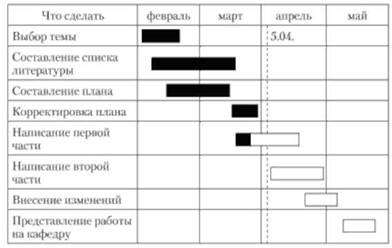 Что сделать февраль март апрель май
Выбор темы 5.04.
Составление списка
литературы
Составление плана
Корректировка плана
Написание первой
части
Написание второй
части
Внесение изменений
Представление работы
на кафедру